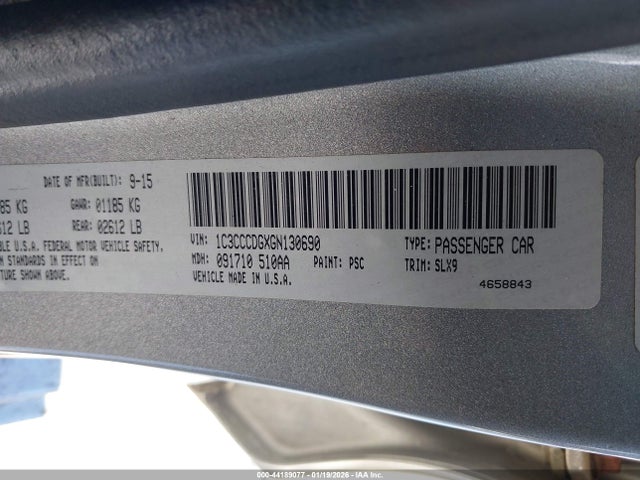 DATE OF MFR(BUILT): 9-15
85 KG GAWR: 01185 KG
612 LB REAR: 02612 LB
BLE U.S.A. FEDERAL MOTOR VEHICLE SAFETY.
ON STANDARDS IN EFFECT ON
TURE SHOWN ABOVE.
VIN: 1C3CCCDGXGN130690 TYPE: PASSENGER CAR
MDH: 091710 510AA PAINT: PSC TRIM: SLX9
VEHICLE MADE IN U.S.A.
4658843
000-44189077 - 01/19/2026 - IAA Inc.